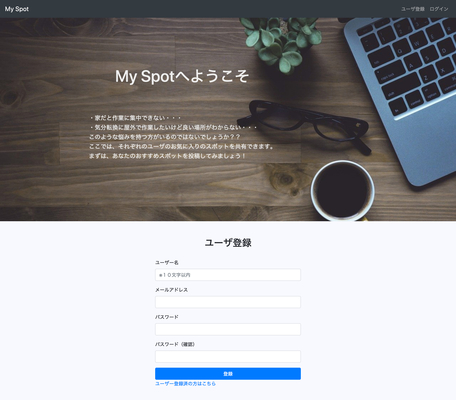 My Spot
ユーザ登録 ログイン
My Spotへようこそ
・家だと作業に集中できない・・・
・気分転換に屋外で作業したいけど良い場所がわからない・・・
このような悩みを持つ方がいるのではないでしょうか？？
ここでは、それぞれのユーザのお気に入りのスポットを共有できます。
まずは、あなたのおすすめスポットを投稿してみましょう！
ユーザ登録
ユーザー名
※１０文字以内
メールアドレス
パスワード
パスワード（確認）
登録
ユーザー登録済の方はこちら